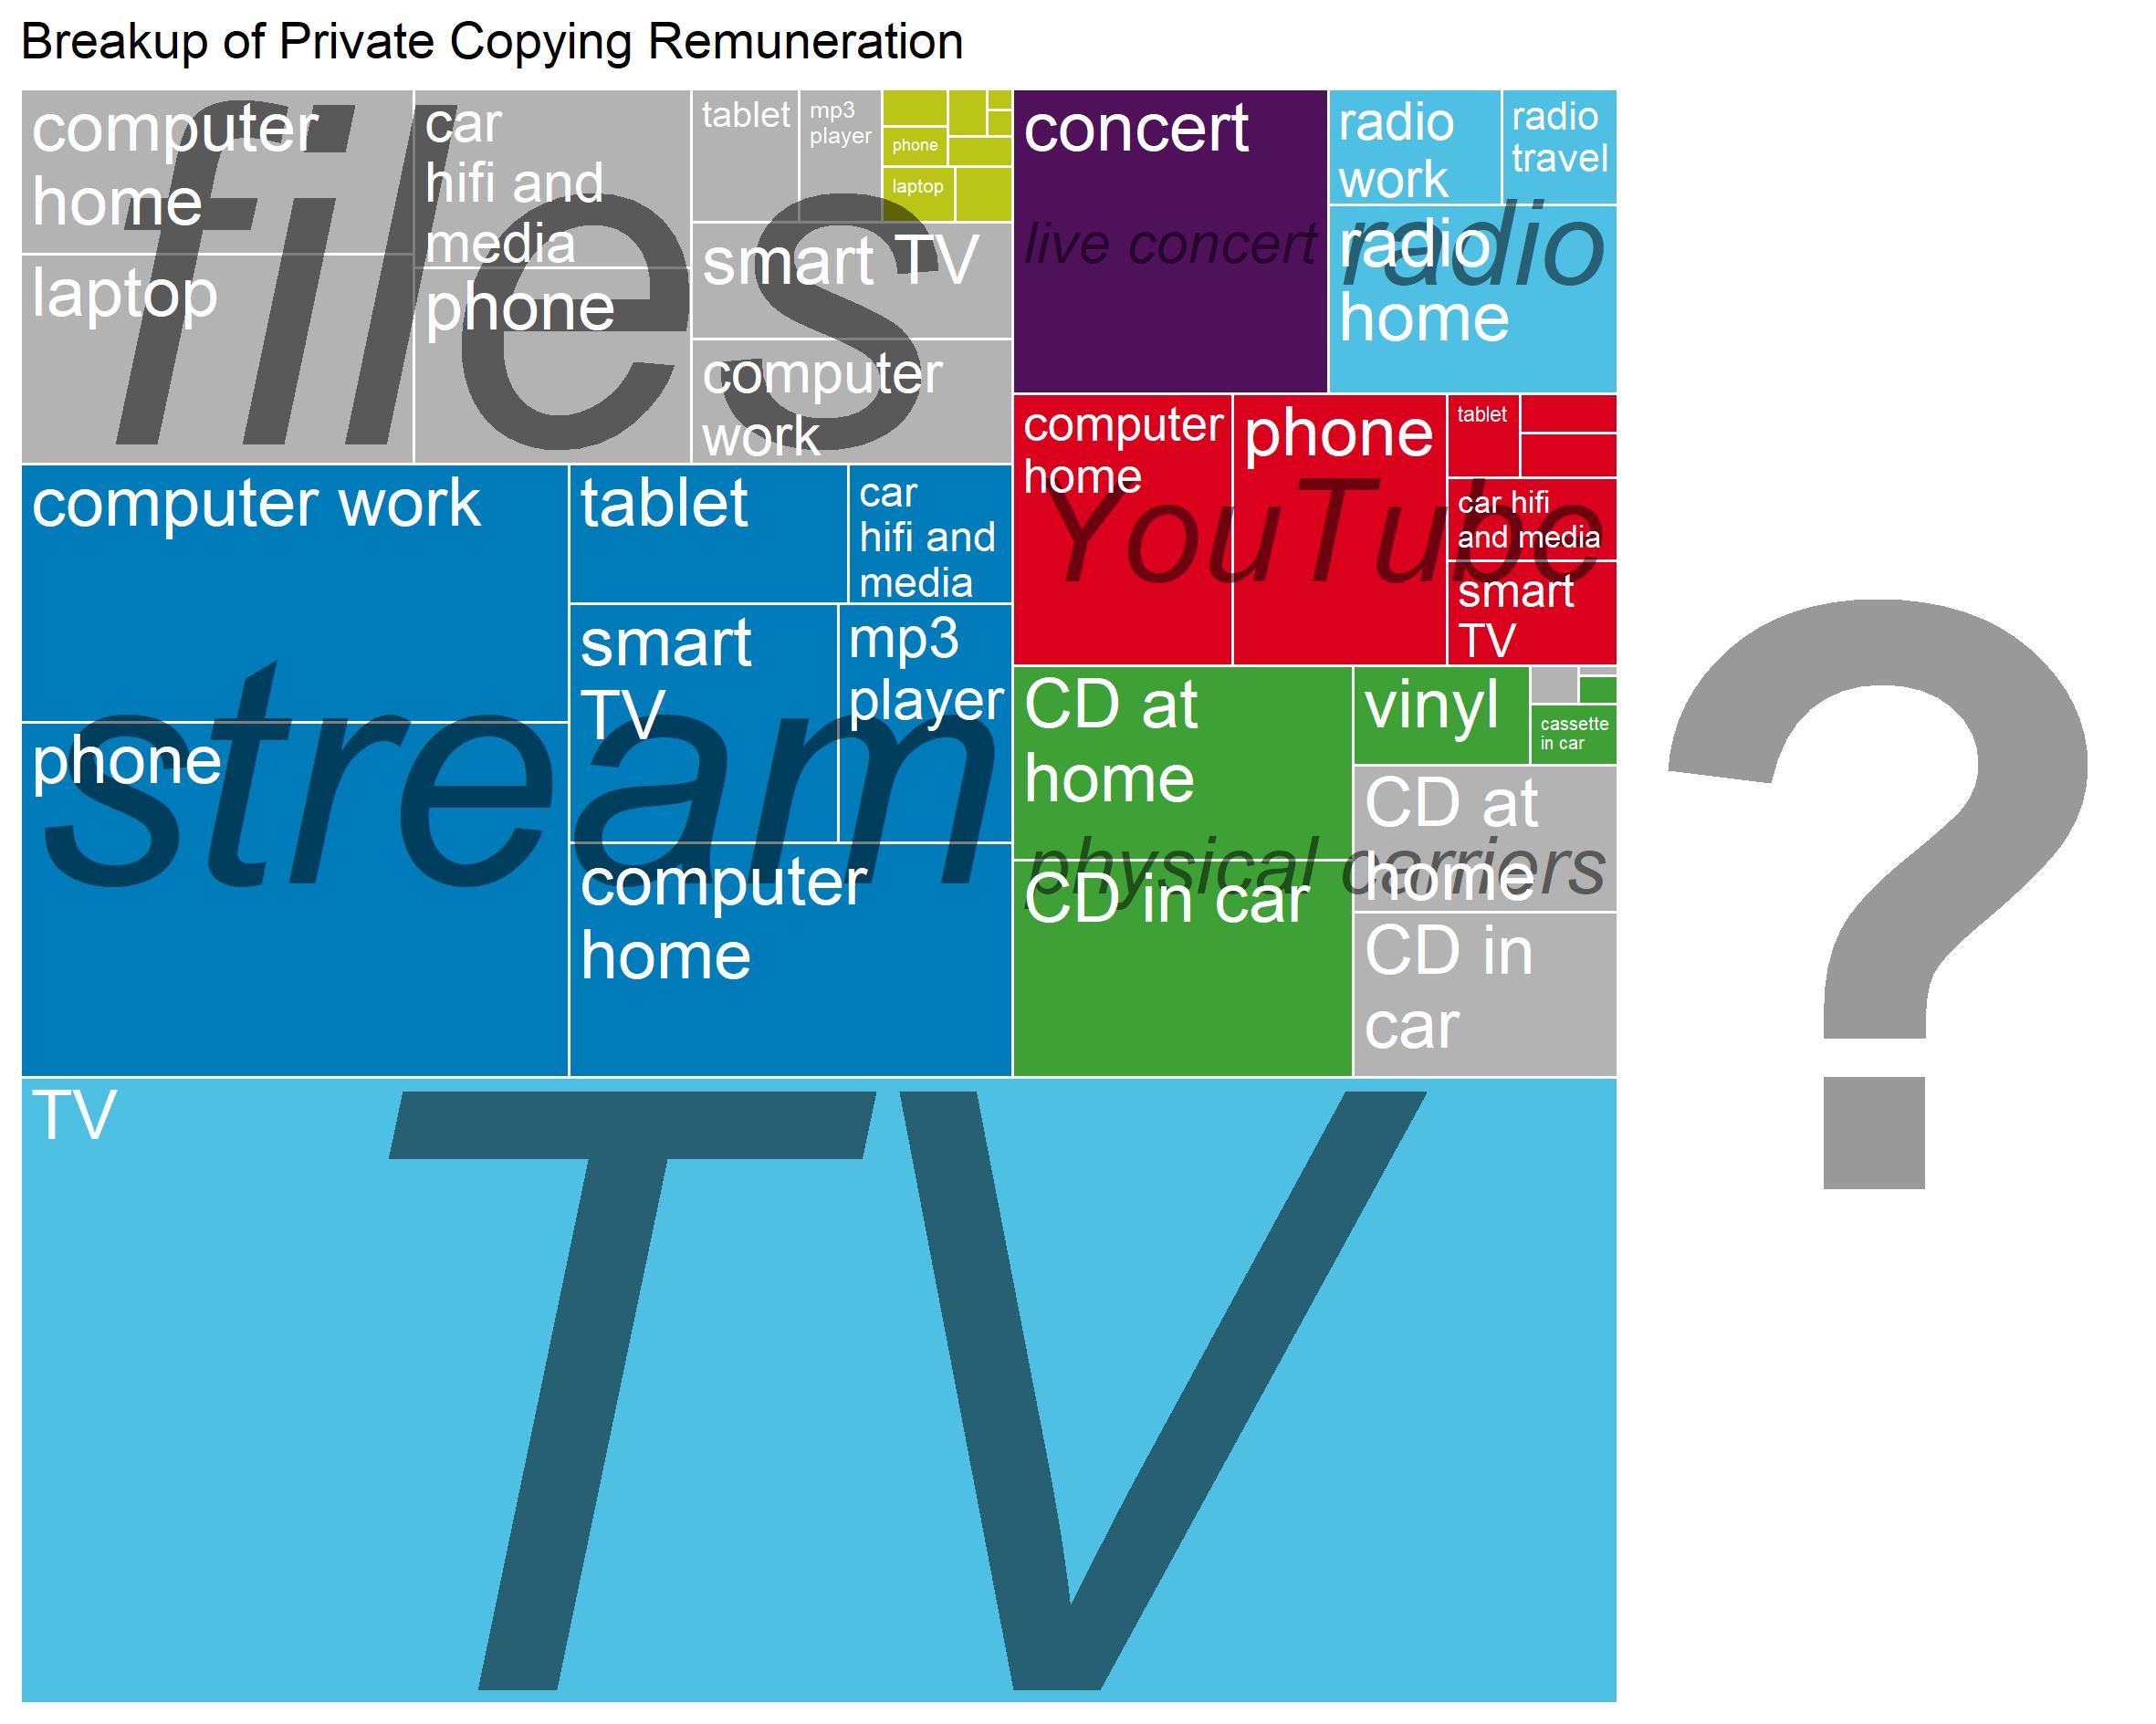 Breakup of Private Copying Remuneration
files
computer
home
laptop
car
hifi and
media
phone
tablet
mp3
player
phone
laptop
smart TV
computer
work
concert
live concert
radio
work
radio
travel
radio
radio
home
computer work
phone
stream
tablet
car
hifi and
media
smart
TV
mp3
player
computer
home
YouTube
computer
home
phone
tablet
car hifi
and media
smart
TV
CD at
home
CD in car
physical carriers
vinyl
cassette
in car
CD at
home
CD in
car
?
TV
TV